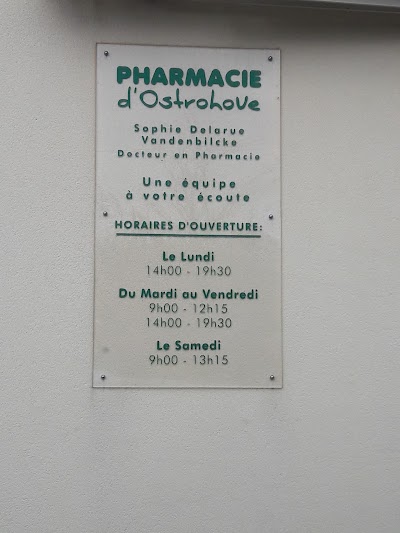 PHARMACIE
d'Ostrohove
Sophie Delarue
Vandenbilcke
Docteur en Pharmacie
Une équipe
à votre écoute
HORAIRES D'OUVERTURE:
Le Lundi
14h00 - 19h30
Du Mardi au Vendredi
9h00 - 12h15
14h00 - 19h30
Le Samedi
9h00 - 13h15